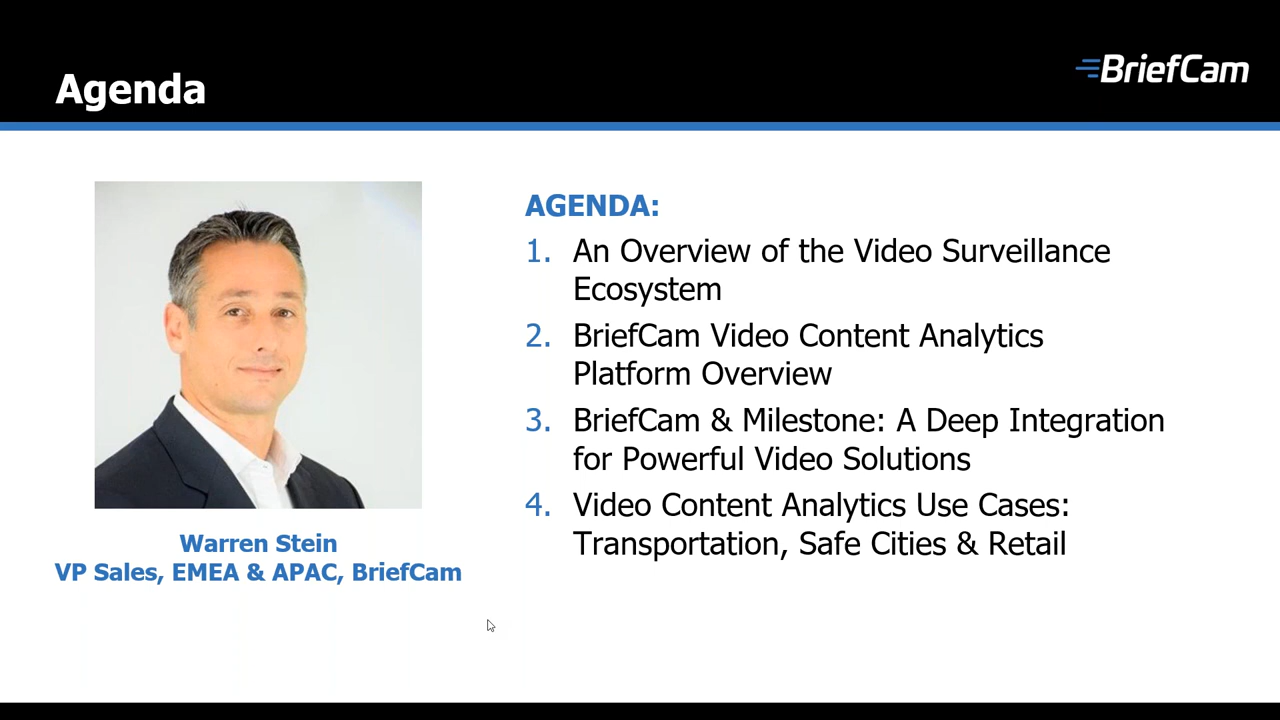 Agenda
BriefCam
AGENDA:
1. An Overview of the Video Surveillance
Ecosystem
2. BriefCam Video Content Analytics
Platform Overview
3. BriefCam & Milestone: A Deep Integration
for Powerful Video Solutions
4. Video Content Analytics Use Cases:
Transportation, Safe Cities & Retail
Warren Stein
VP Sales, EMEA & APAC, BriefCam